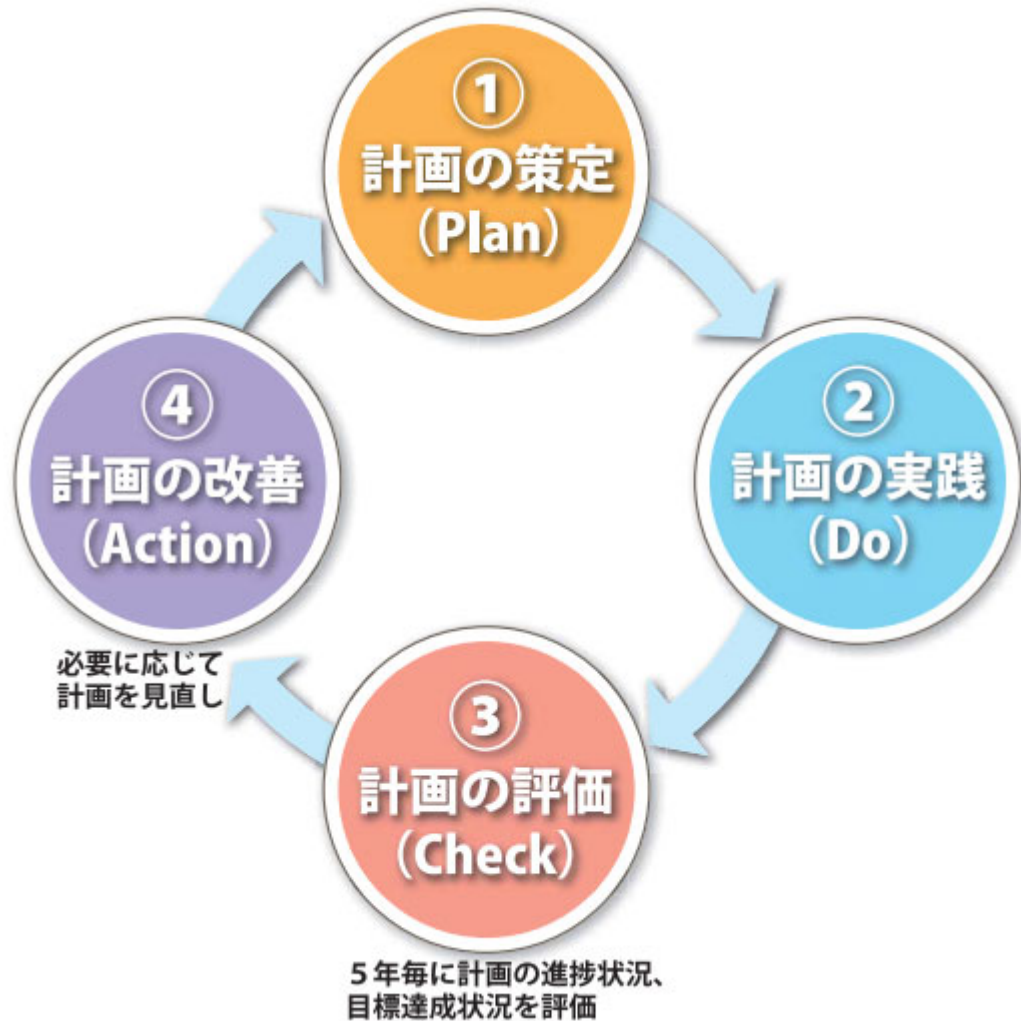 ①
計画の策定
(Plan)
②
計画の実践
(Do)
③
計画の評価
(Check)
5年毎に計画の進捗状況、
目標達成状況を評価
④
計画の改善
(Action)
必要に応じて
計画を見直し